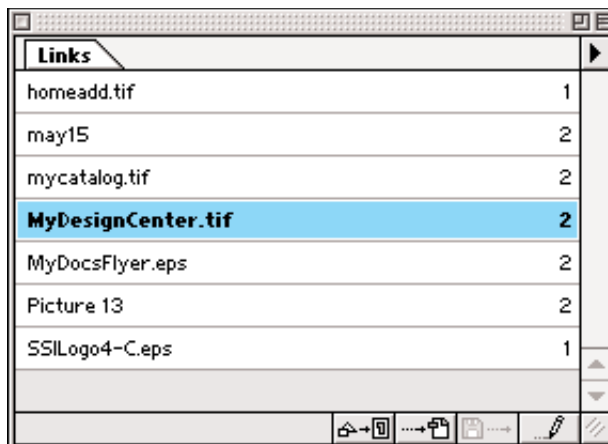 Links
homeadd.tif 1
may15 2
mycatalog.tif 2
MyDesignCenter.tif 2
MyDocsFlyer.eps 2
Picture 13 2
SSILogo4-C.eps 1